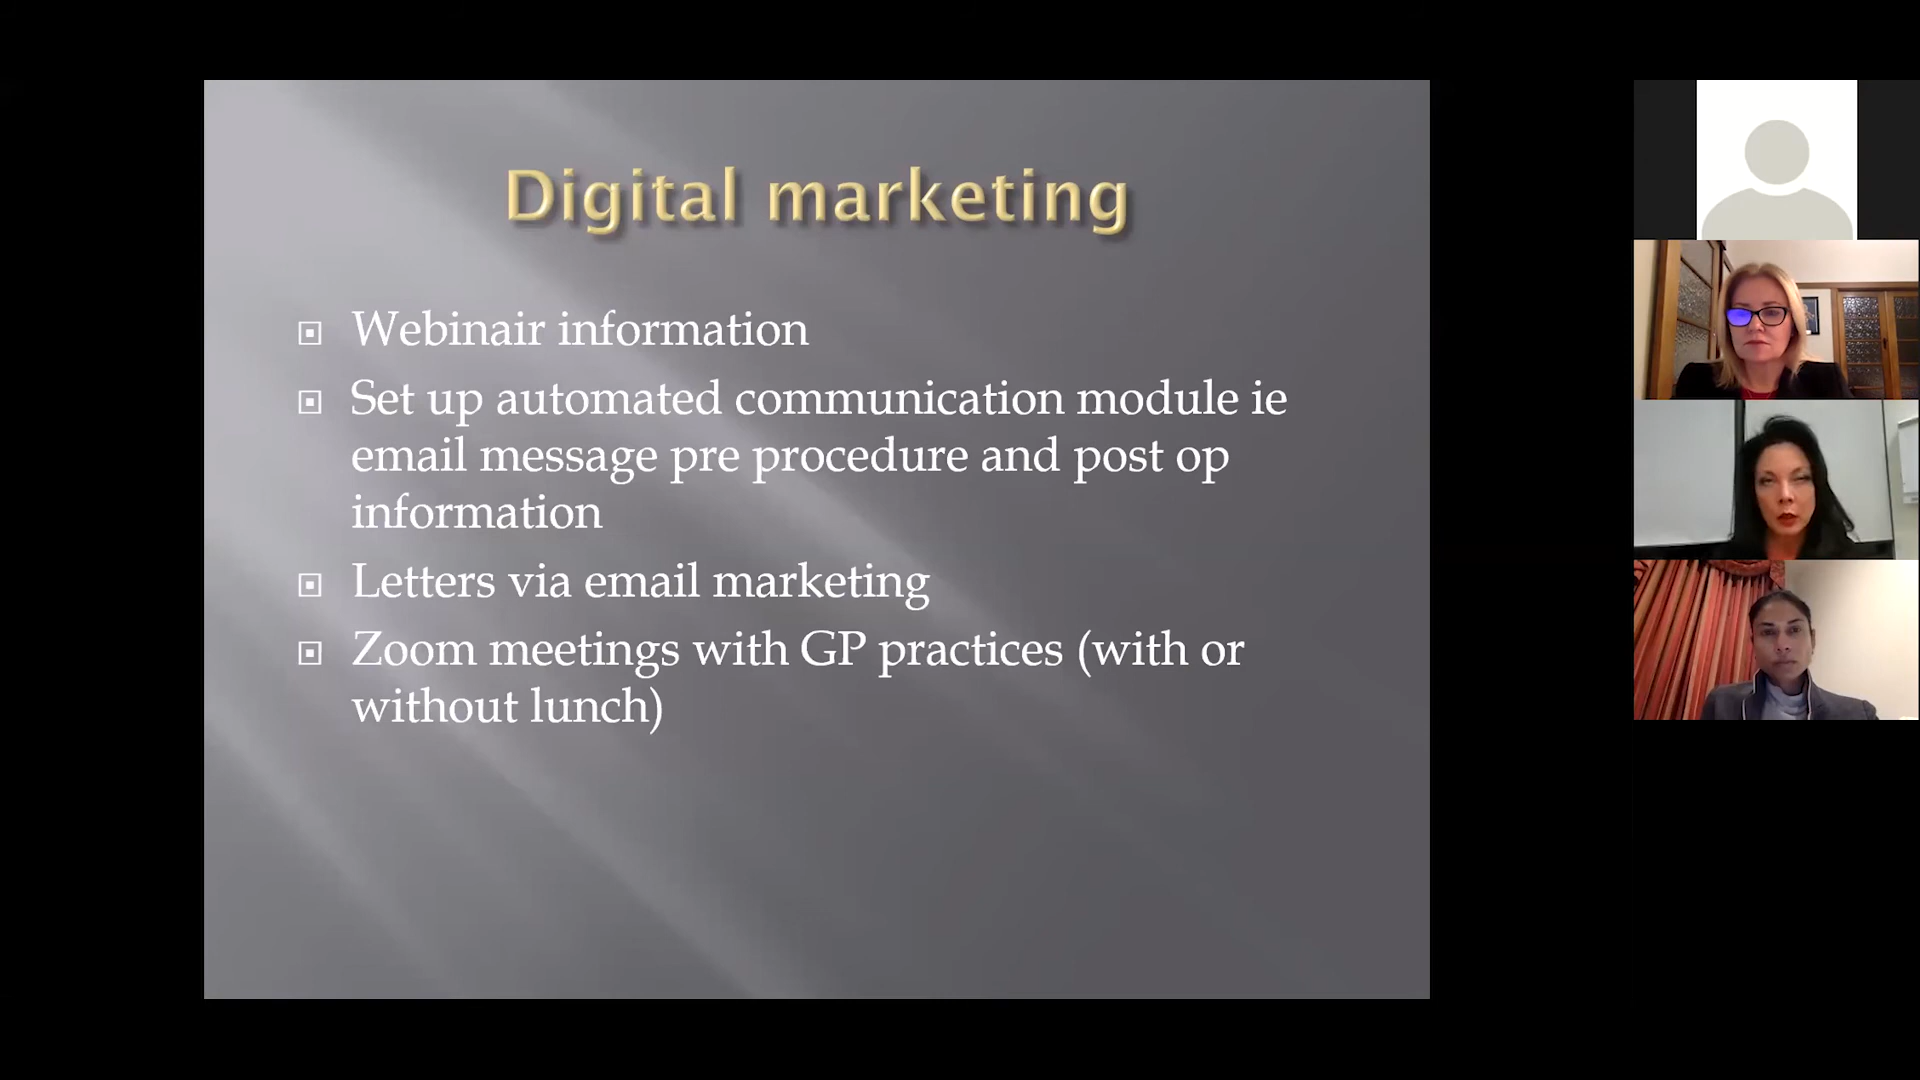 Digital marketing
Webinair information
Set up automated communication module ie
email message pre procedure and post op
information
Letters via email marketing
Zoom meetings with GP practices (with or
without lunch)